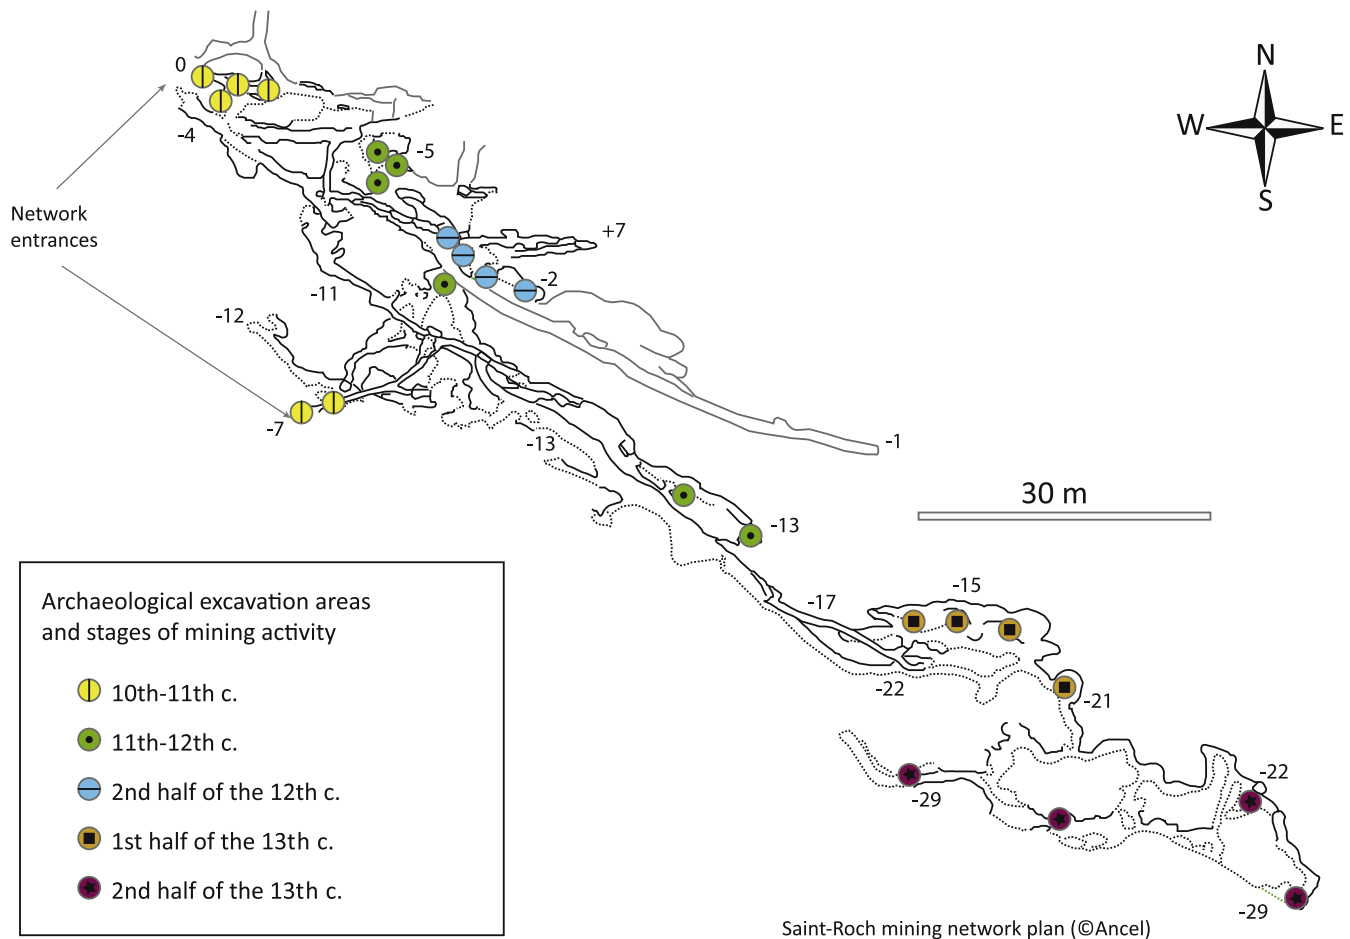 N
W
E
S
0
-4
-5
Network
entrances
+7
-2
-11
-12
-7
-13
-1
30 m
-13
-15
-17
-22
-21
-22
-29
-29
Archaeological excavation areas
and stages of mining activity
10th-11th c.
11th-12th c.
2nd half of the 12th c.
1st half of the 13th c.
2nd half of the 13th c.
Saint-Roch mining network plan (©Ancel)